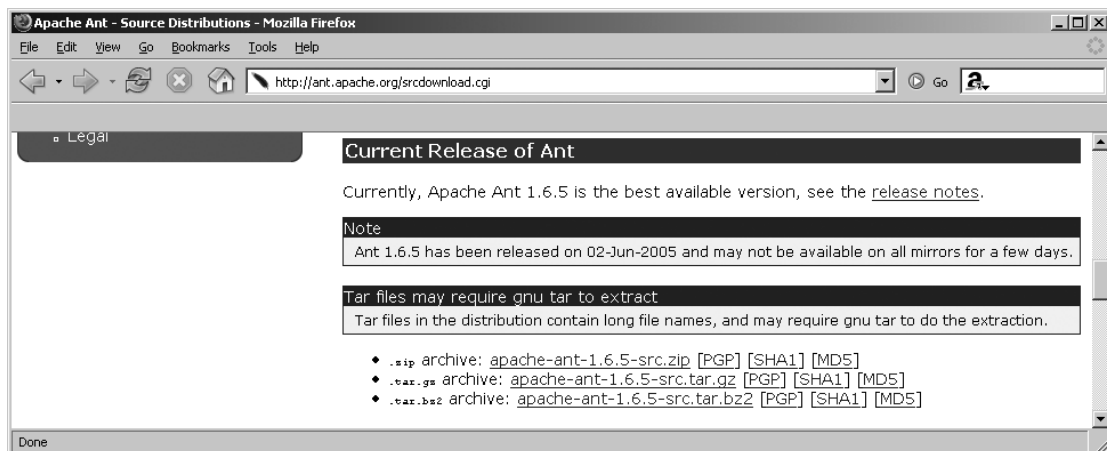 Apache Ant - Source Distributions - Mozilla Firefox
File Edit View Go Bookmarks Tools Help
http://ant.apache.org/srcdownload.cgi Go a
Legal
Current Release of Ant
Currently, Apache Ant 1.6.5 is the best available version, see the release notes.
Note
Ant 1.6.5 has been released on 02-Jun-2005 and may not be available on all mirrors for a few days.
Tar files may require gnu tar to extract
Tar files in the distribution contain long file names, and may require gnu tar to do the extraction.
.zip archive: apache-ant-1.6.5-src.zip [PGP] [SHA1] [MD5]
.tar.gz archive: apache-ant-1.6.5-src.tar.gz [PGP] [SHA1] [MD5]
.tar.bz2 archive: apache-ant-1.6.5-src.tar.bz2 [PGP] [SHA1] [MD5]
Done